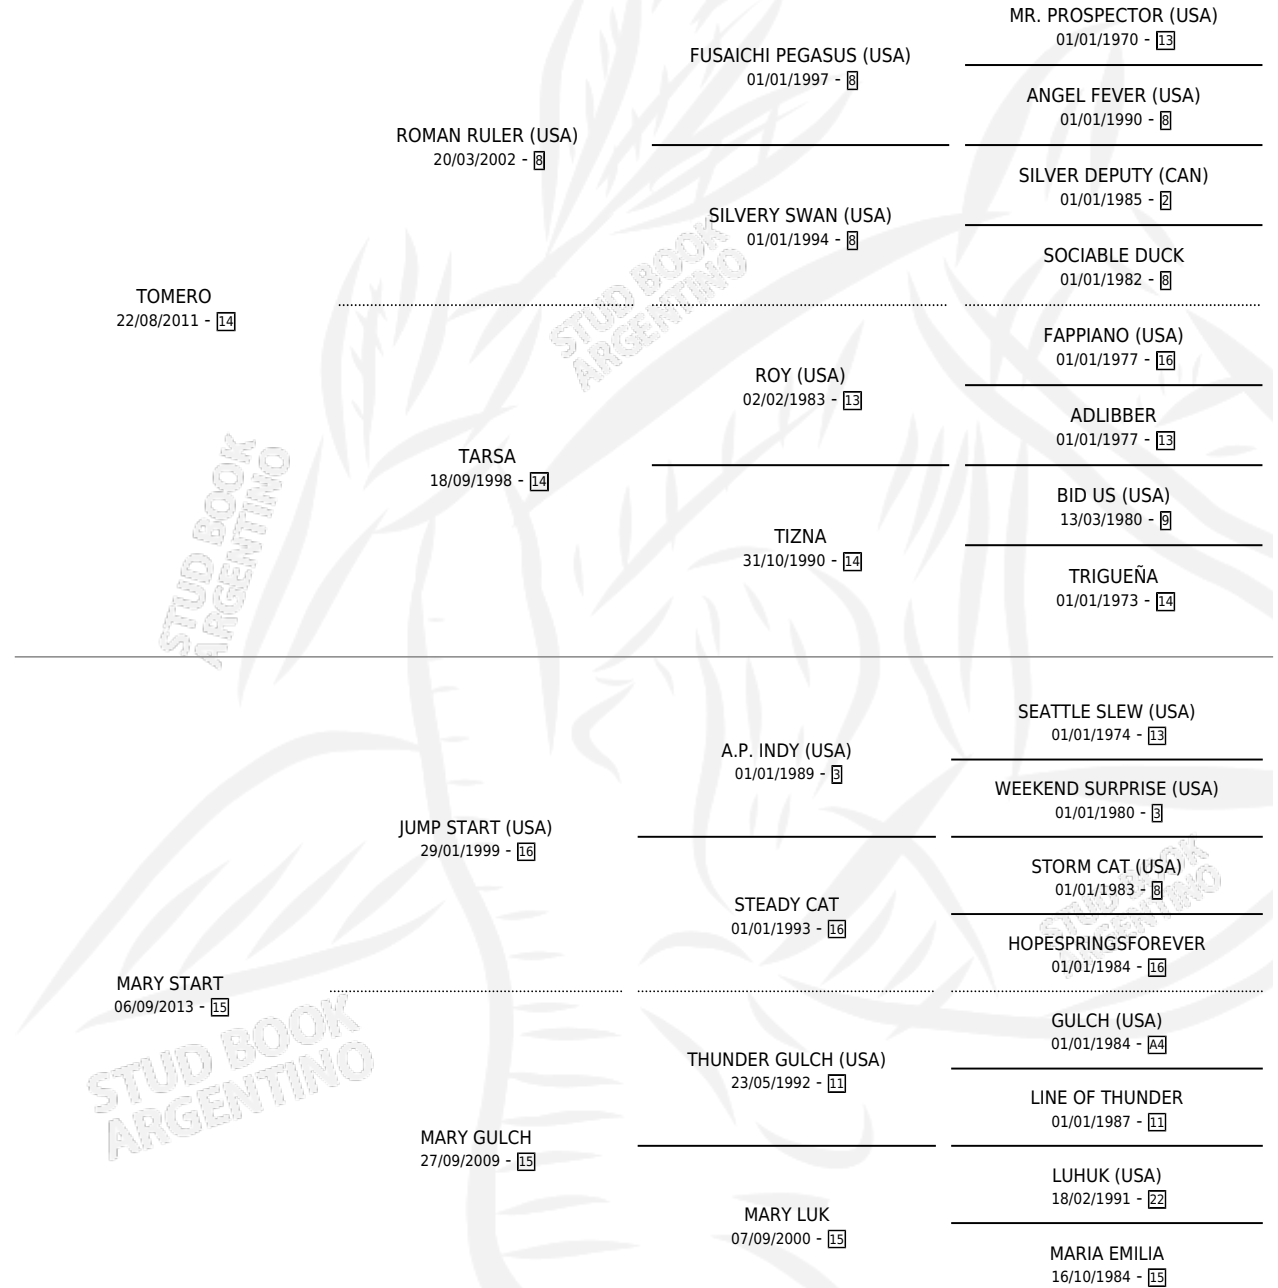 MR. PROSPECTOR (USA)
01/01/1970 - 13
FUSAICHI PEGASUS (USA)
01/01/1997 - 8
ANGEL FEVER (USA)
01/01/1990 - 8
ROMAN RULER (USA)
20/03/2002 - 8
SILVER DEPUTY (CAN)
01/01/1985 - 2
SILVERY SWAN (USA)
01/01/1994 - 8
SOCIABLE DUCK
01/01/1982 - 8
TOMERO
22/08/2011 - 14
FAPPIANO (USA)
01/01/1977 - 16
ROY (USA)
02/02/1983 - 13
ADLIBBER
01/01/1977 - 13
TARSA
18/09/1998 - 14
BID US (USA)
13/03/1980 - 9
TIZNA
31/10/1990 - 14
TRIGUEÑA
01/01/1973 - 14
SEATTLE SLEW (USA)
01/01/1974 - 13
A.P. INDY (USA)
01/01/1989 - 3
WEEKEND SURPRISE (USA)
01/01/1980 - 3
JUMP START (USA)
29/01/1999 - 16
STORM CAT (USA)
01/01/1983 - 8
STEADY CAT
01/01/1993 - 16
HOPESPRINGSFOREVER
01/01/1984 - 16
MARY START
06/09/2013 - 15
GULCH (USA)
01/01/1984 - A4
THUNDER GULCH (USA)
23/05/1992 - 11
LINE OF THUNDER
01/01/1987 - 11
MARY GULCH
27/09/2009 - 15
LUHUK (USA)
18/02/1991 - 22
MARY LUK
07/09/2000 - 15
MARIA EMILIA
16/10/1984 - 15
STUD BOOK
ARGENTINO
STUD BOOK
ARGENTINO
STUD BOOK
ARGENTINO
STUD BOOK
ARGENTINO